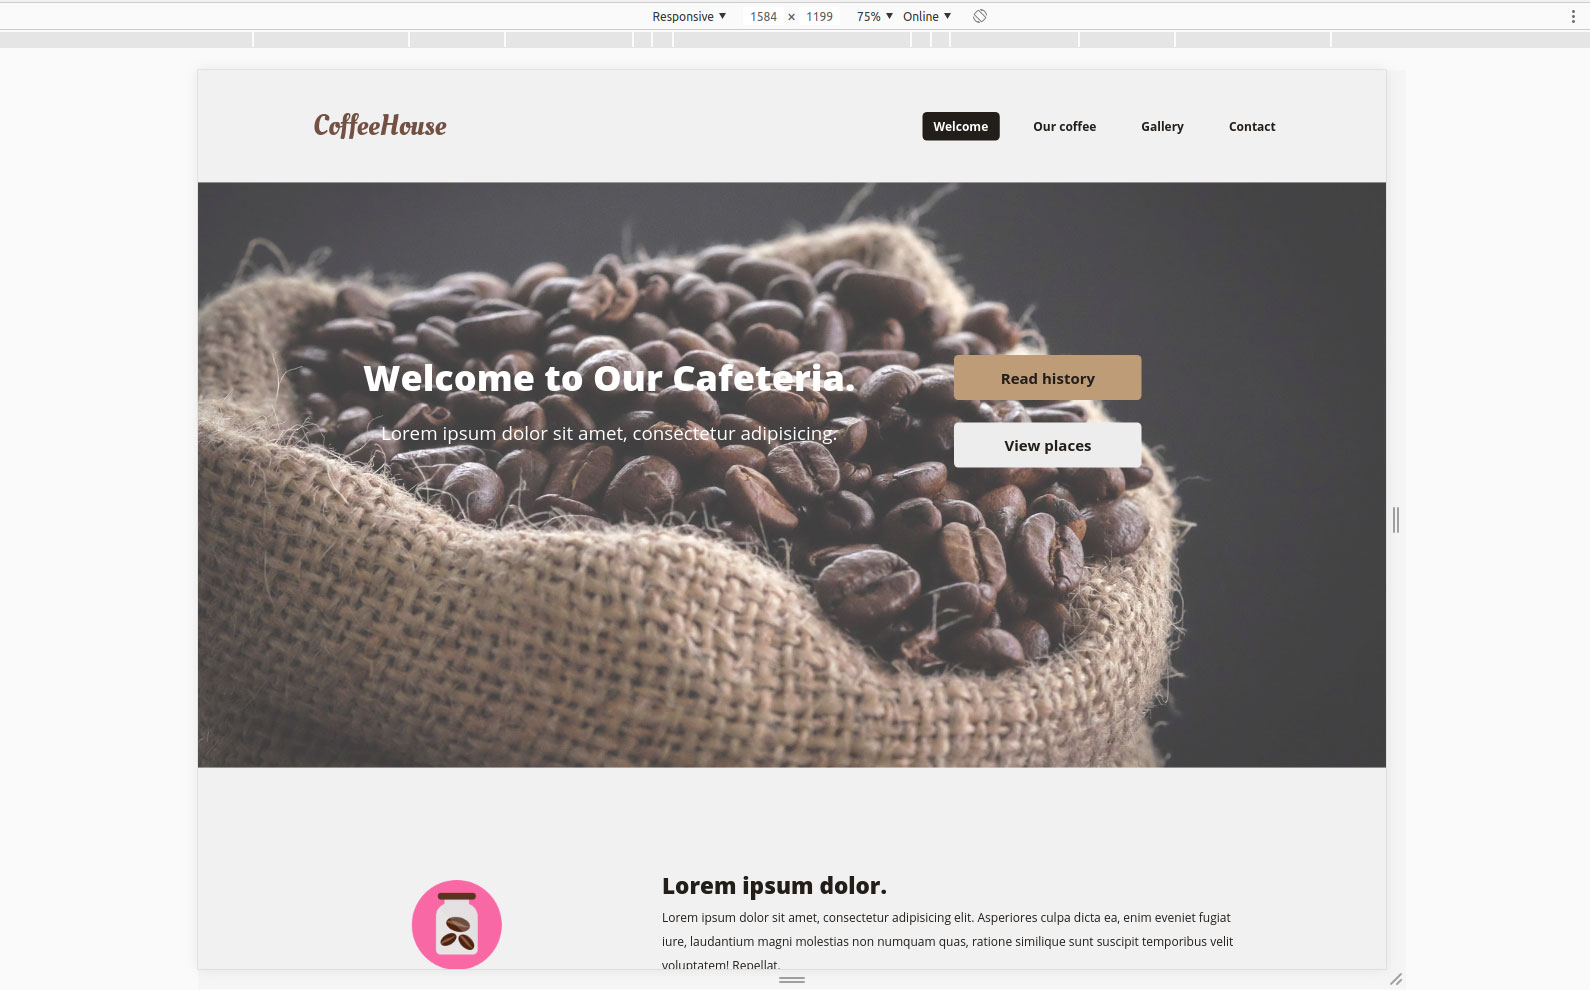 Responsive ▼ 1584 × 1199 75% ▼ Online ▼
CoffeeHouse
Welcome Our coffee Gallery Contact
Welcome to Our Cafeteria.
Lorem ipsum dolor sit amet, consectetur adipisicing.
Read history
View places
Lorem ipsum dolor.
Lorem ipsum dolor sit amet, consectetur adipisicing elit. Asperiores culpa dicta ea, enim eveniet fugiat
iure, laudantium magni molestias non numquam quas, ratione similique sunt suscipit temporibus velit
voluptatem! Repellat.